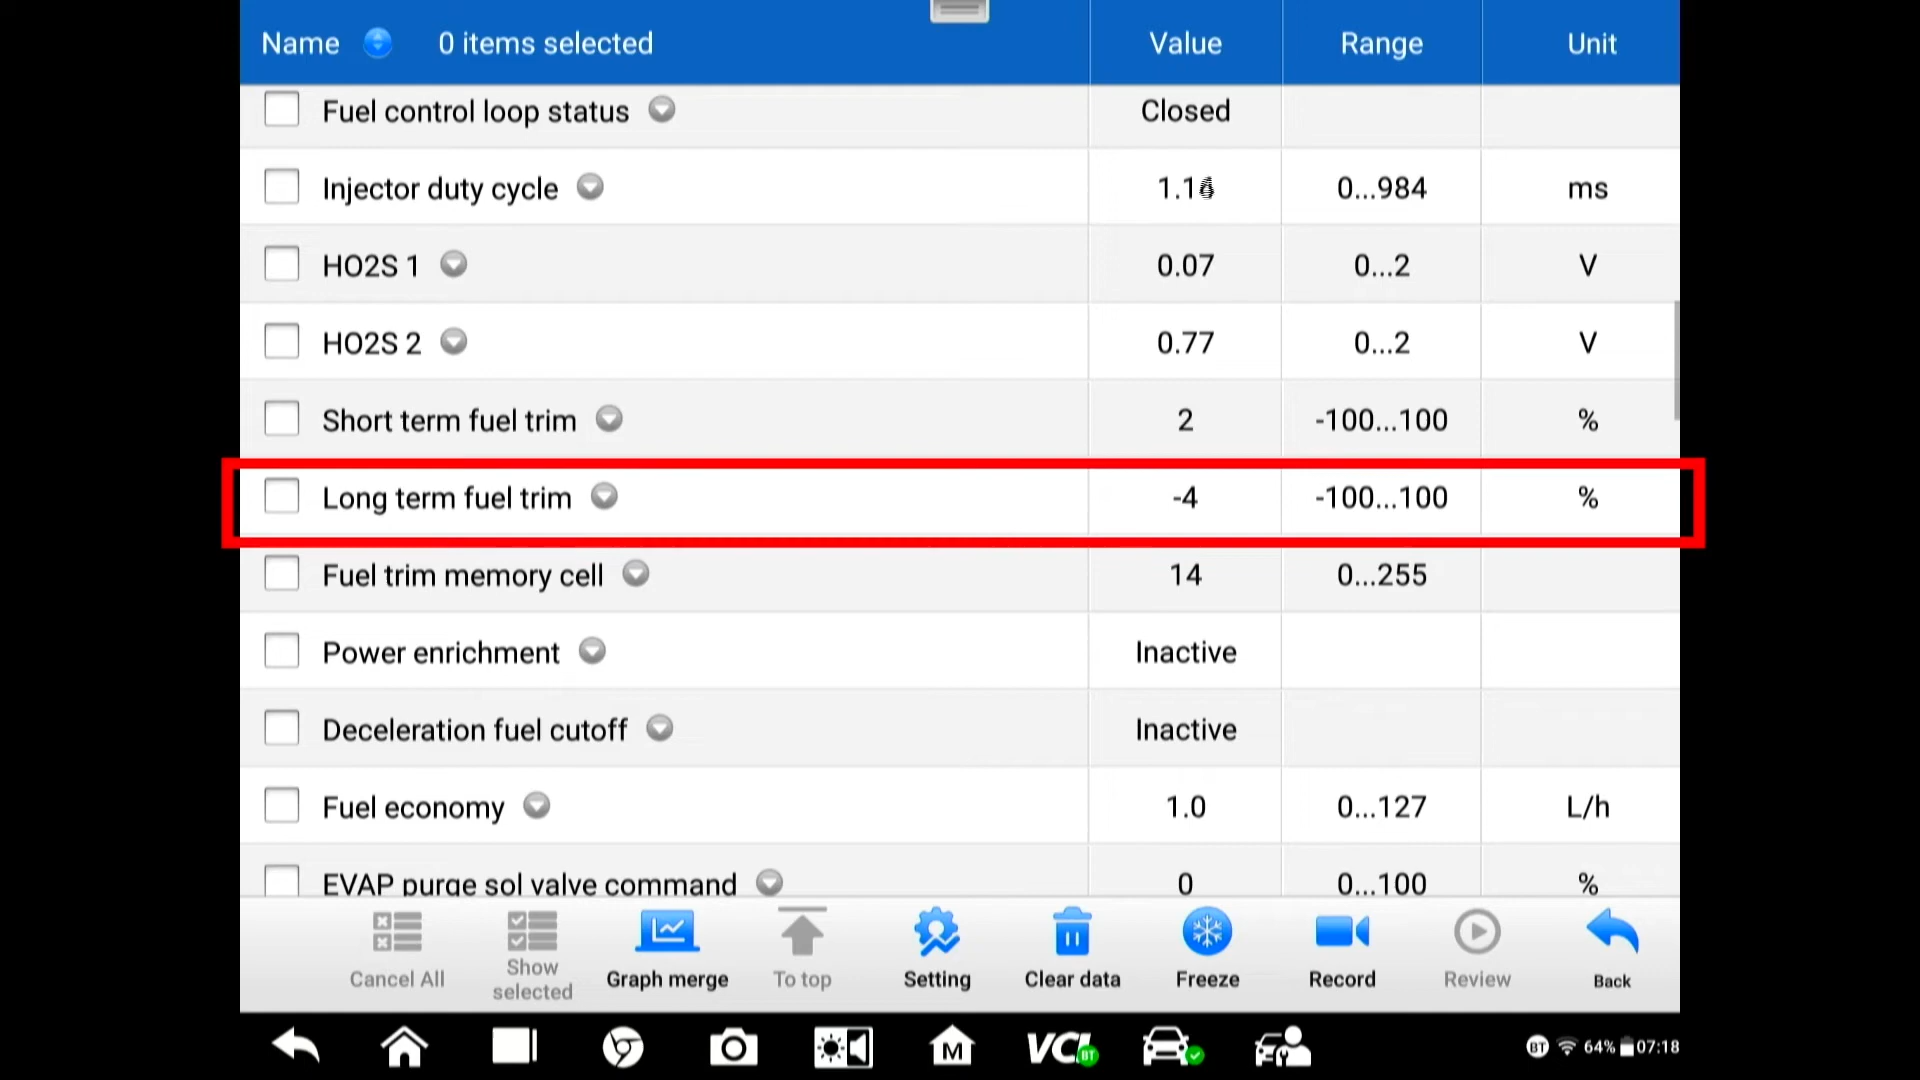 Name 0 items selected Value Range Unit
Fuel control loop status Closed
Injector duty cycle 0...984 ms
HO2S 1 0.07 0...2 V
HO2S 2 0.77 0...2 V
Short term fuel trim 2 -100...100 %
Long term fuel trim -4 -100...100 %
Fuel trim memory cell 14 0...255
Power enrichment Inactive
Deceleration fuel cutoff Inactive
Fuel economy 1.0 0...127 L/h
EVAP purge sol valve command 0 0...100 %
Cancel All
Show
selected
Graph merge
To top
Setting
Clear data
Freeze
Record
Review
Back
M
VCI
BT
BT 64% 07:18